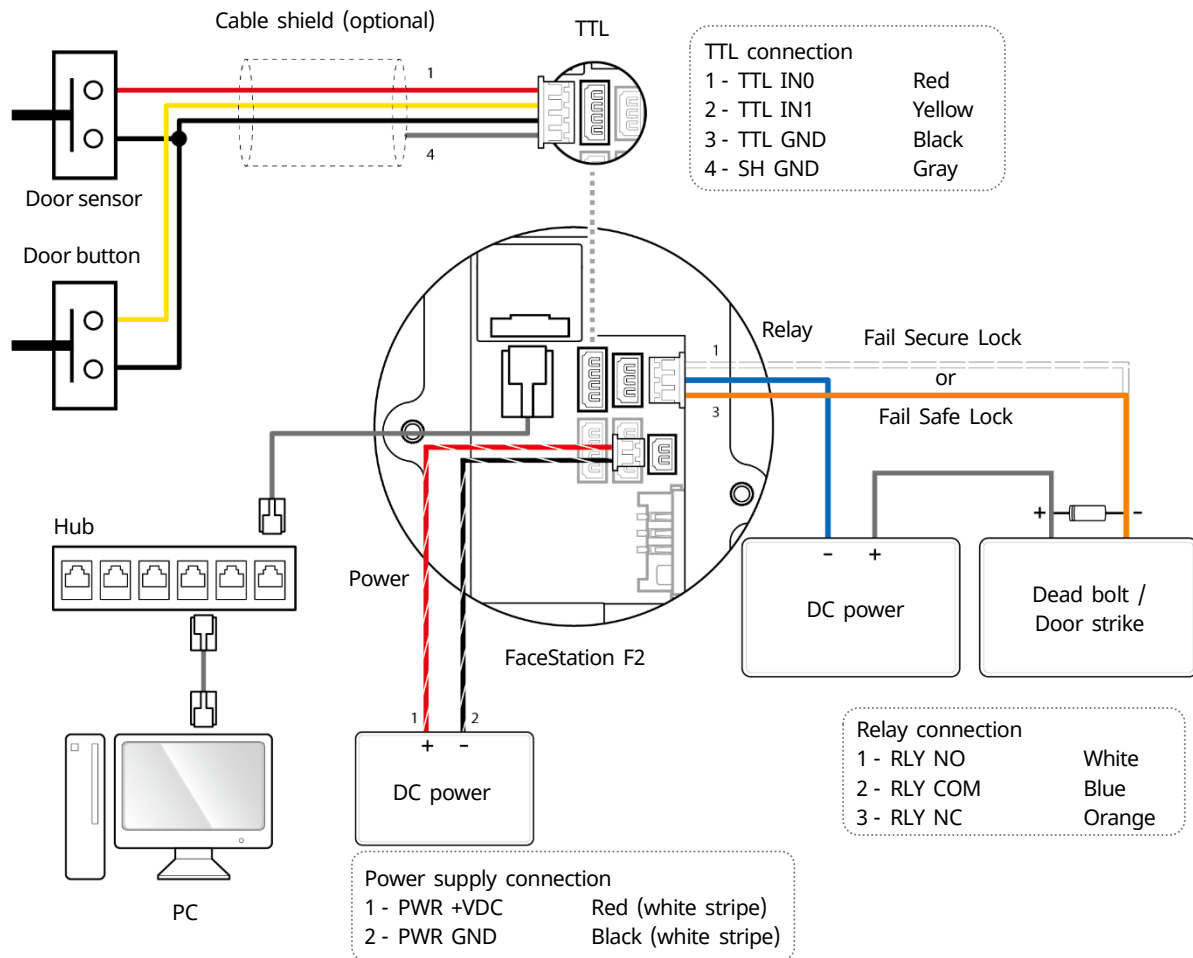 Cable shield (optional)
TTL
1
4
TTL connection
1 - TTL IN0 Red
2 - TTL IN1 Yellow
3 - TTL GND Black
4 - SH GND Gray
Door sensor
Door button
Relay
1
3
Fail Secure Lock
or
Fail Safe Lock
Hub
Power
FaceStation F2
- +
DC power
+ -
Dead bolt /
Door strike
1 2
+ -
DC power
PC
Relay connection
1 - RLY NO White
2 - RLY COM Blue
3 - RLY NC Orange
Power supply connection
1 - PWR +VDC Red (white stripe)
2 - PWR GND Black (white stripe)